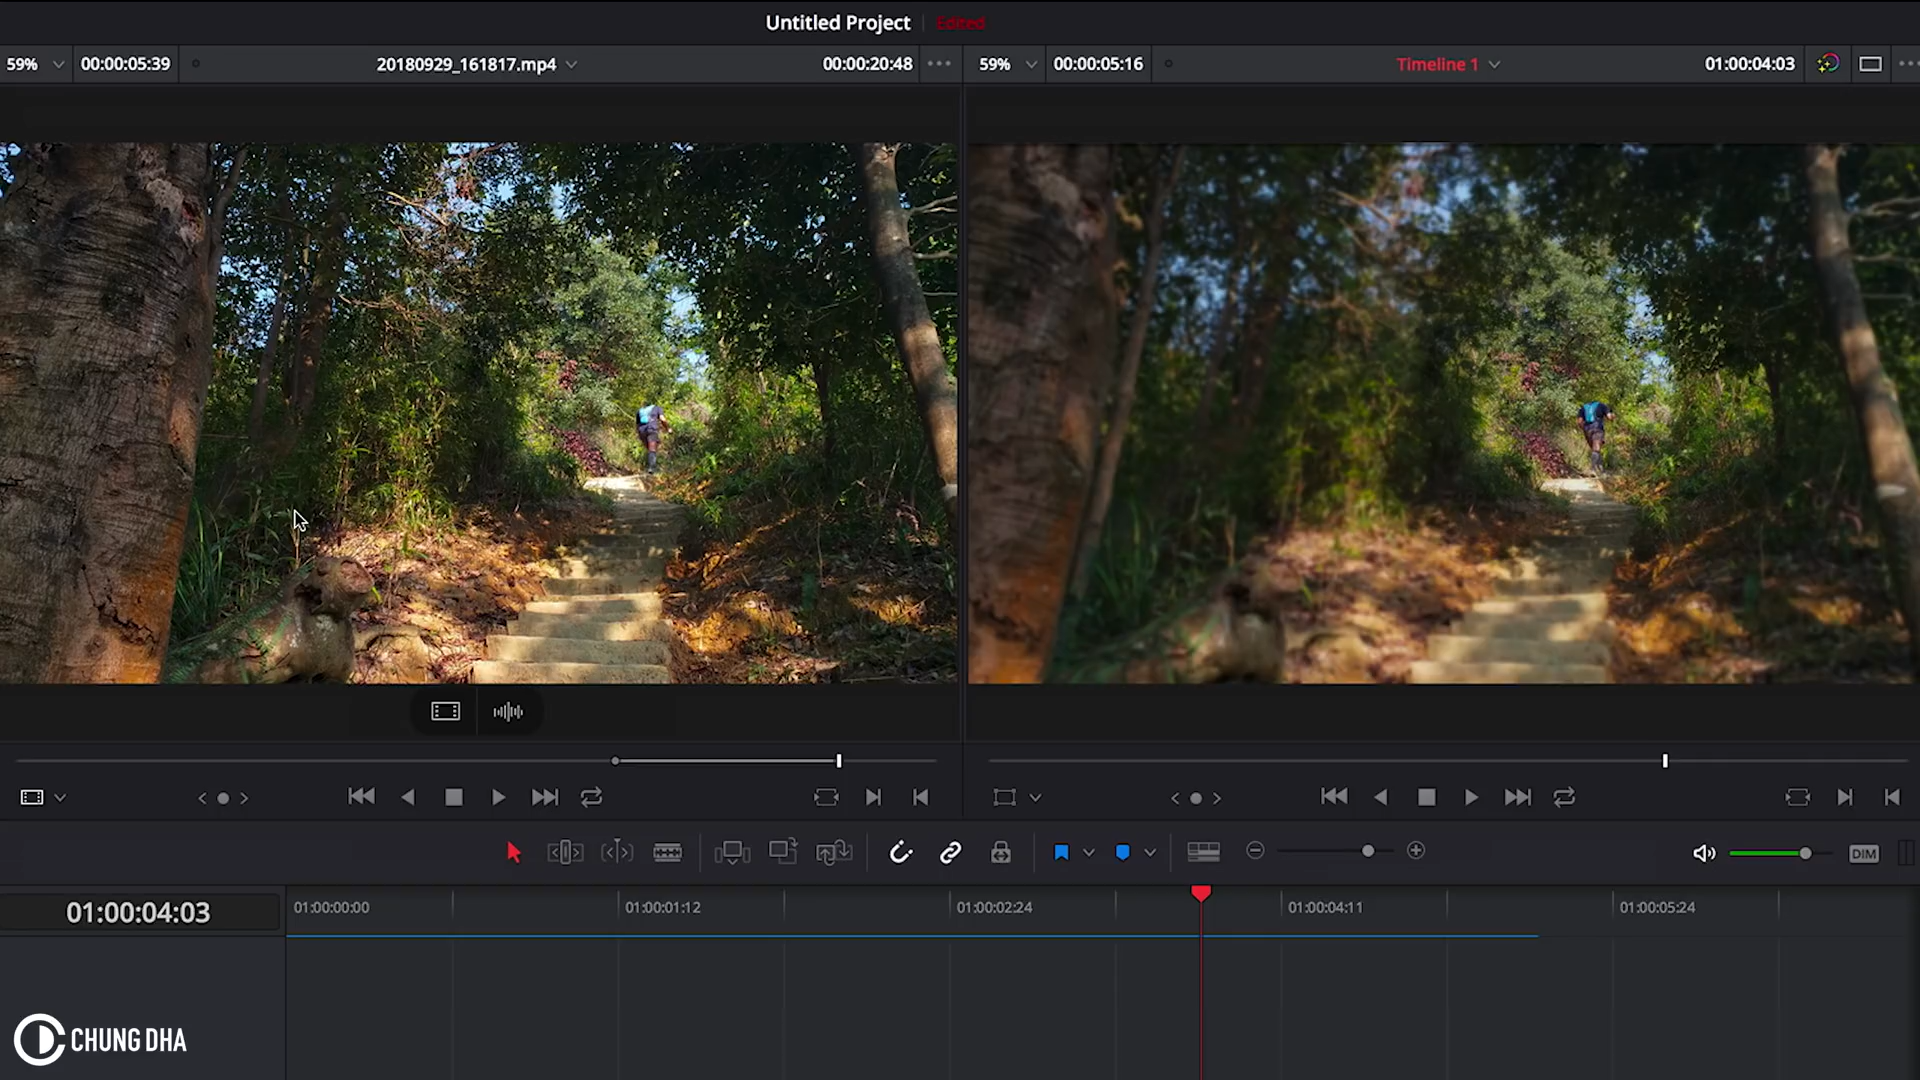 Untitled Project Edited
59% 00:00:05:39 20180929_161817.mp4 00:00:20:48 59% 00:00:05:16 Timeline 1 01:00:04:03
DIM
01:00:04:03 01:00:00:00 01:00:01:12 01:00:02:24 01:00:04:11 01:00:05:24
CHUNG DHA